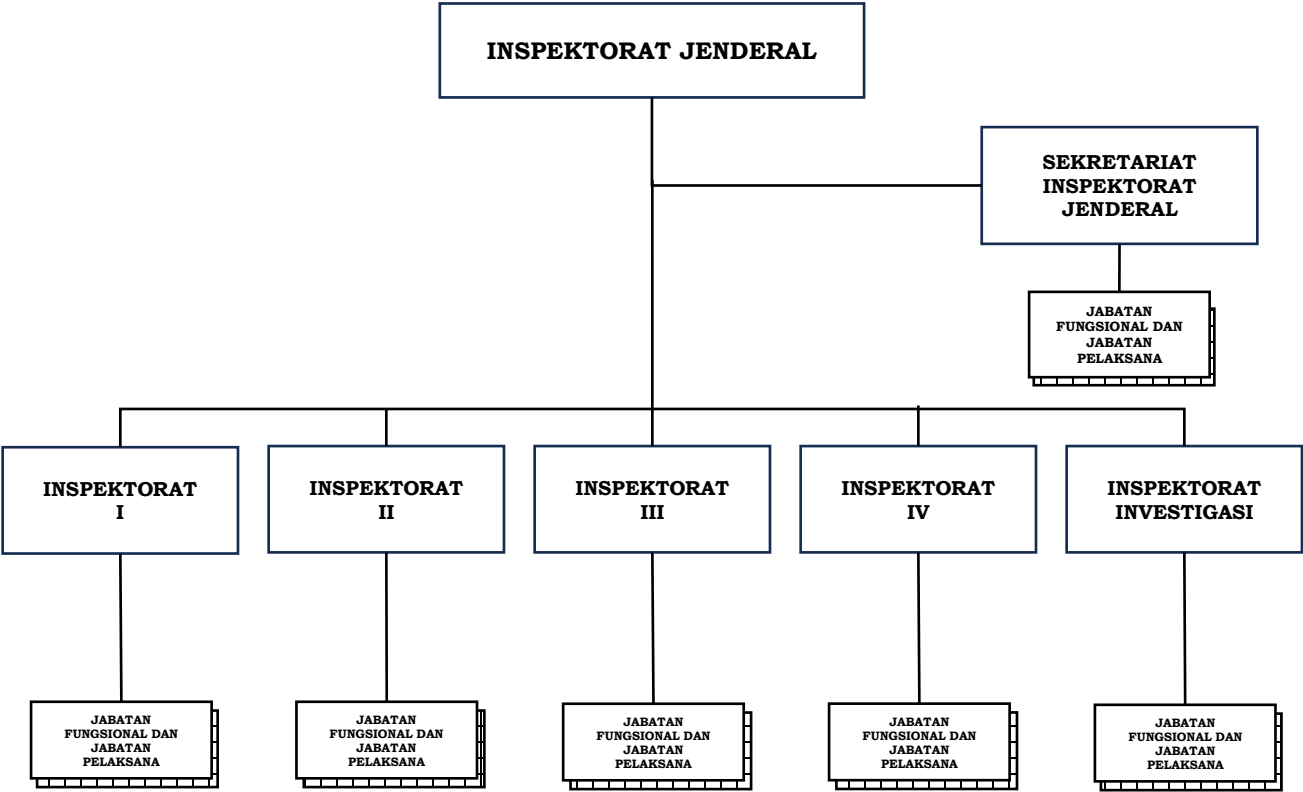 INSPEKTORAT JENDERAL
SEKRETARIAT
INSPEKTORAT
JENDERAL
JABATAN
FUNGSIONAL DAN
JABATAN
PELAKSANA
INSPEKTORAT
I
INSPEKTORAT
II
INSPEKTORAT
III
INSPEKTORAT
IV
INSPEKTORAT
INVESTIGASI
JABATAN
FUNGSIONAL DAN
JABATAN
PELAKSANA
JABATAN
FUNGSIONAL DAN
JABATAN
PELAKSANA
JABATAN
FUNGSIONAL DAN
JABATAN
PELAKSANA
JABATAN
FUNGSIONAL DAN
JABATAN
PELAKSANA
JABATAN
FUNGSIONAL DAN
JABATAN
PELAKSANA